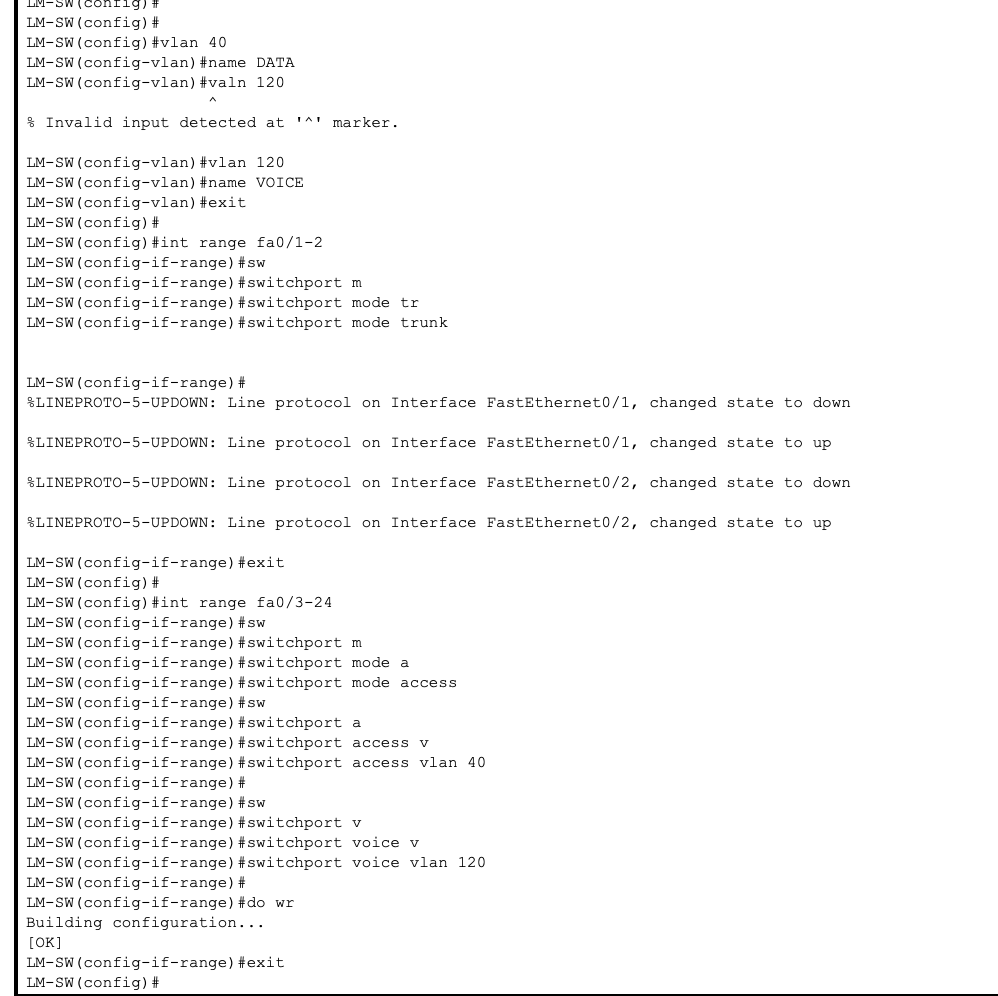 LM-SW(config)#
LM-SW(config)#
LM-SW(config)#vlan 40
LM-SW(config-vlan)#name DATA
LM-SW(config-vlan)#valn 120
^
% Invalid input detected at '^' marker.
LM-SW(config-vlan)#vlan 120
LM-SW(config-vlan)#name VOICE
LM-SW(config-vlan)#exit
LM-SW(config)#
LM-SW(config)#int range fa0/1-2
LM-SW(config-if-range)#sw
LM-SW(config-if-range)#switchport m
LM-SW(config-if-range)#switchport mode tr
LM-SW(config-if-range)#switchport mode trunk
LM-SW(config-if-range)#
%LINEPROTO-5-UPDOWN: Line protocol on Interface FastEthernet0/1, changed state to down
%LINEPROTO-5-UPDOWN: Line protocol on Interface FastEthernet0/1, changed state to up
%LINEPROTO-5-UPDOWN: Line protocol on Interface FastEthernet0/2, changed state to down
%LINEPROTO-5-UPDOWN: Line protocol on Interface FastEthernet0/2, changed state to up
LM-SW(config-if-range)#exit
LM-SW(config)#
LM-SW(config)#int range fa0/3-24
LM-SW(config-if-range)#sw
LM-SW(config-if-range)#switchport m
LM-SW(config-if-range)#switchport mode a
LM-SW(config-if-range)#switchport mode access
LM-SW(config-if-range)#sw
LM-SW(config-if-range)#switchport a
LM-SW(config-if-range)#switchport access v
LM-SW(config-if-range)#switchport access vlan 40
LM-SW(config-if-range)#
LM-SW(config-if-range)#sw
LM-SW(config-if-range)#switchport v
LM-SW(config-if-range)#switchport voice v
LM-SW(config-if-range)#switchport voice vlan 120
LM-SW(config-if-range)#
LM-SW(config-if-range)#do wr
Building configuration...
[OK]
LM-SW(config-if-range)#exit
LM-SW(config)#